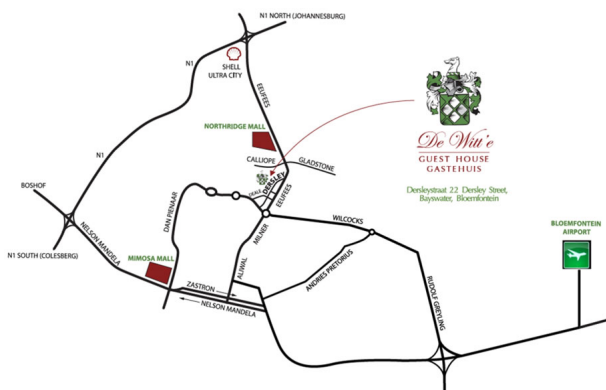 N1 NORTH (JOHANNESBURG)
N1
SHELL
ULTRA CITY
EEUFEES
NORTHRIDGE MALL
CALLIOPE
GLADSTONE
De Witt'e
GUEST HOUSE
GASTEHUIS
Dersleystraat 22 Dersley Street,
Bayswater, Bloemfontein
N1
BOSHOF
DERSLEY
DEALE
EEUFEES
DAN PIENAAR
WILCOCKS
MILNER
BLOEMFONTEIN
AIRPORT
NELSON MANDELA
N1 SOUTH (COLESBERG)
MIMOSA MALL
ALIWAL
ANDRIES PRETORIUS
RUDOLF GREYLING
ZASTRON
NELSON MANDELA